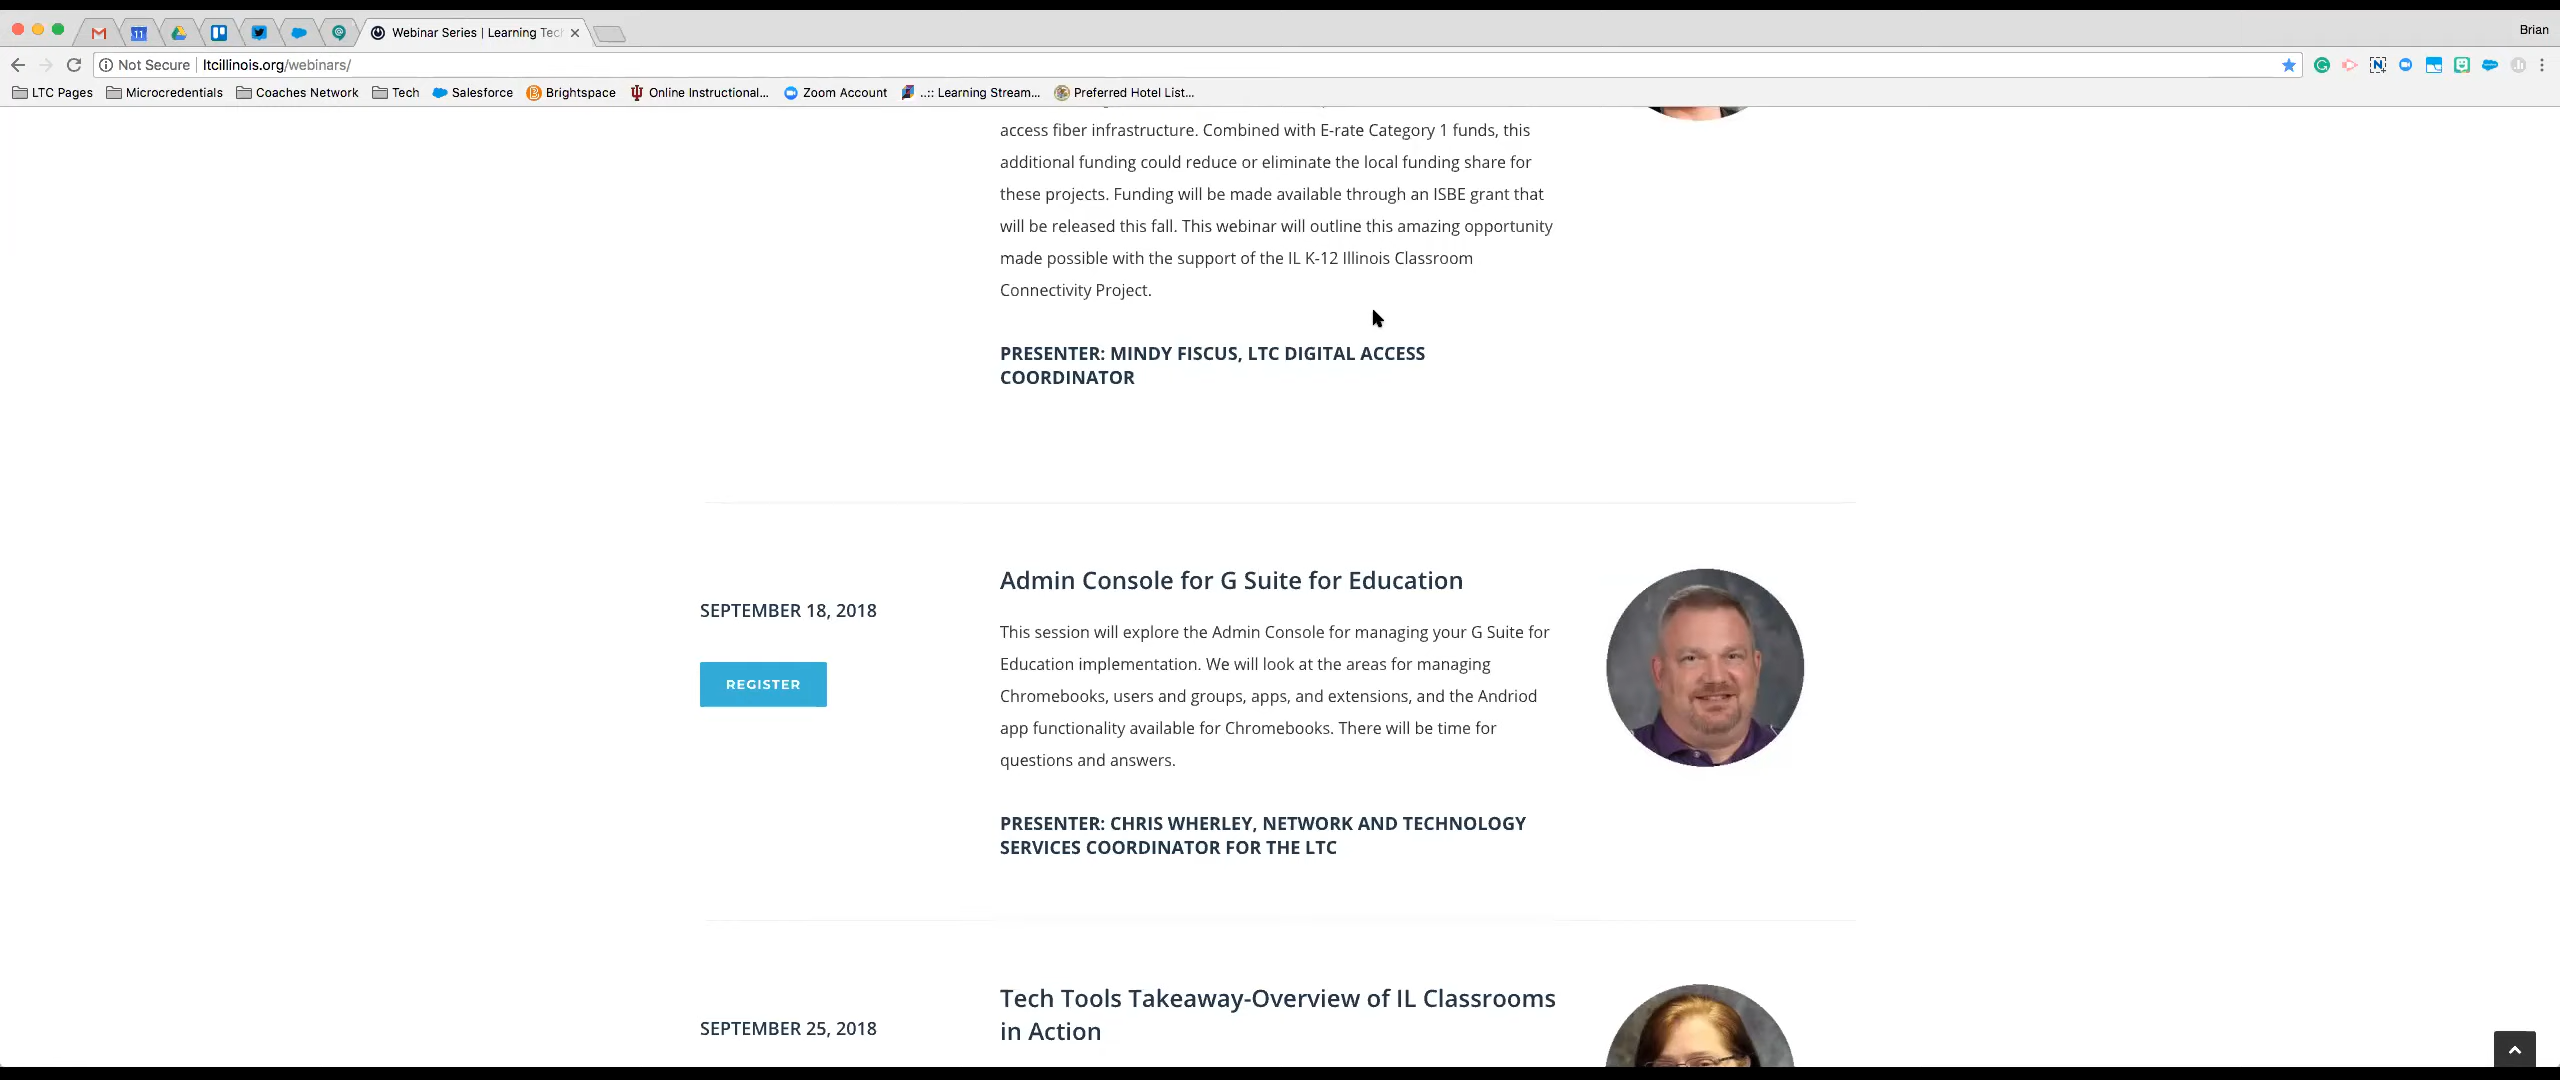 Webinar Series | Learning Tec
Brian
Not Secure | ltcillinois.org/webinars/
LTC Pages Microcredentials Coaches Network Tech Salesforce Brightspace Online Instructional... Zoom Account ..:: Learning Stream... Preferred Hotel List...
access fiber infrastructure. Combined with E-rate Category 1 funds, this
additional funding could reduce or eliminate the local funding share for
these projects. Funding will be made available through an ISBE grant that
will be released this fall. This webinar will outline this amazing opportunity
made possible with the support of the IL K-12 Illinois Classroom
Connectivity Project.
PRESENTER: MINDY FISCUS, LTC DIGITAL ACCESS
COORDINATOR
Admin Console for G Suite for Education
SEPTEMBER 18, 2018
REGISTER
This session will explore the Admin Console for managing your G Suite for
Education implementation. We will look at the areas for managing
Chromebooks, users and groups, apps, and extensions, and the Andriod
app functionality available for Chromebooks. There will be time for
questions and answers.
PRESENTER: CHRIS WHERLEY, NETWORK AND TECHNOLOGY
SERVICES COORDINATOR FOR THE LTC
SEPTEMBER 25, 2018
Tech Tools Takeaway-Overview of IL Classrooms
in Action